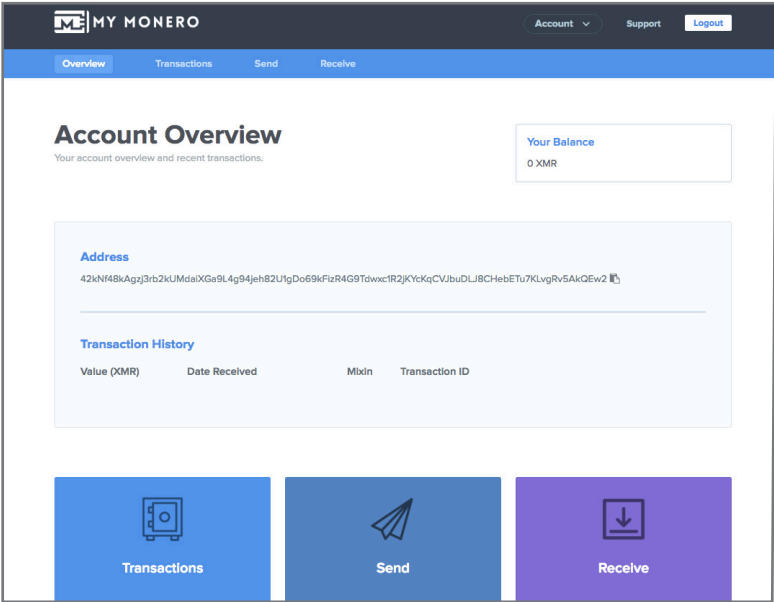 MY MONERO
Account
Support
Logout
Overview
Transactions
Send
Receive
Account Overview
Your account overview and recent transactions.
Your Balance
0 XMR
Address
42kNf48kAgzj3rb2kUMdaiXGa9L4g94jeh82U1gDo69kFizR4G9Tdwxc1R2jKYcKqCVJbuDLJ8CHebETu7KLvgRv5AkQEw2
Transaction History
Value (XMR)
Date Received
Mixin
Transaction ID
Transactions
Send
Receive